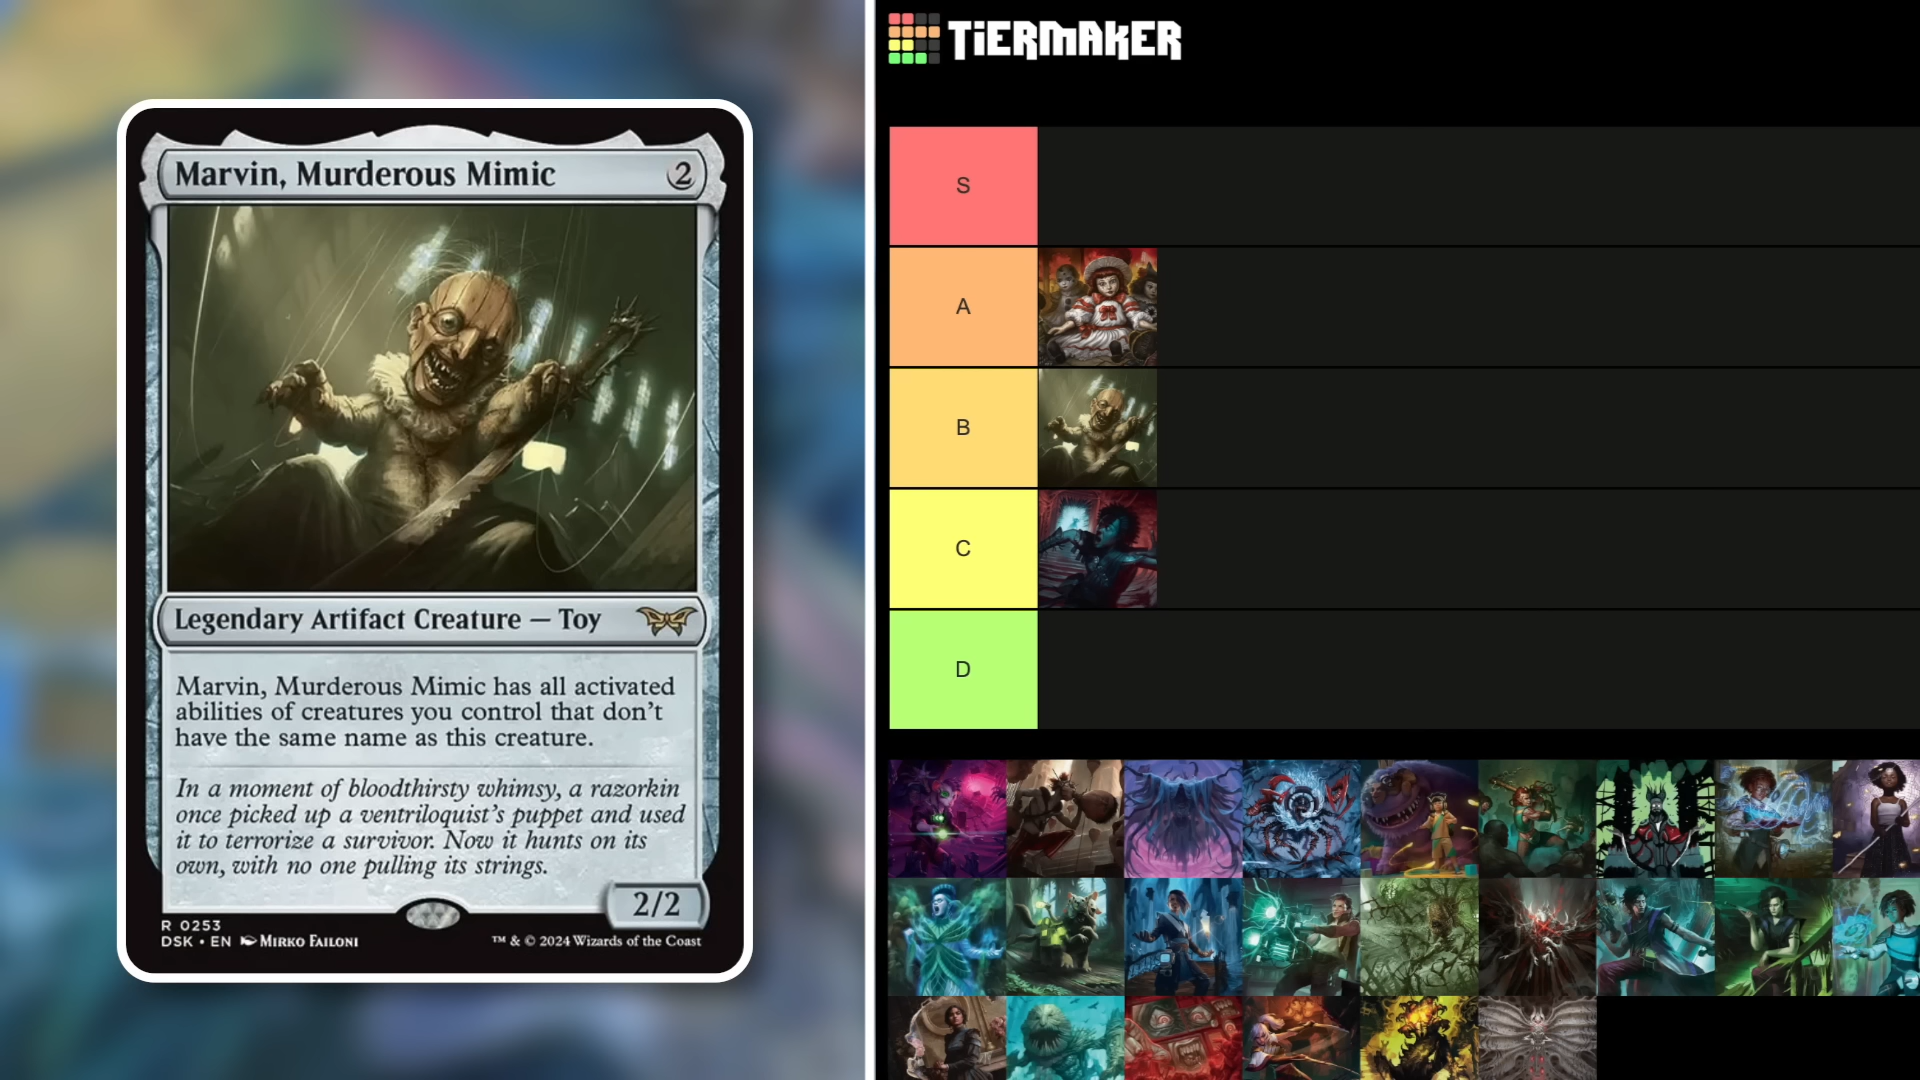 Marvin, Murderous Mimic 2
Legendary Artifact Creature — Toy
Marvin, Murderous Mimic has all activated
abilities of creatures you control that don't
have the same name as this creature.
In a moment of bloodthirsty whimsy, a razorkin
once picked up a ventriloquist's puppet and used
it to terrorize a survivor. Now it hunts on its
own, with no one pulling its strings.
2/2
R 0253
DSK • EN Mirko Failoni
™ & © 2024 Wizards of the Coast
TiERMAKER
S
A
B
C
D